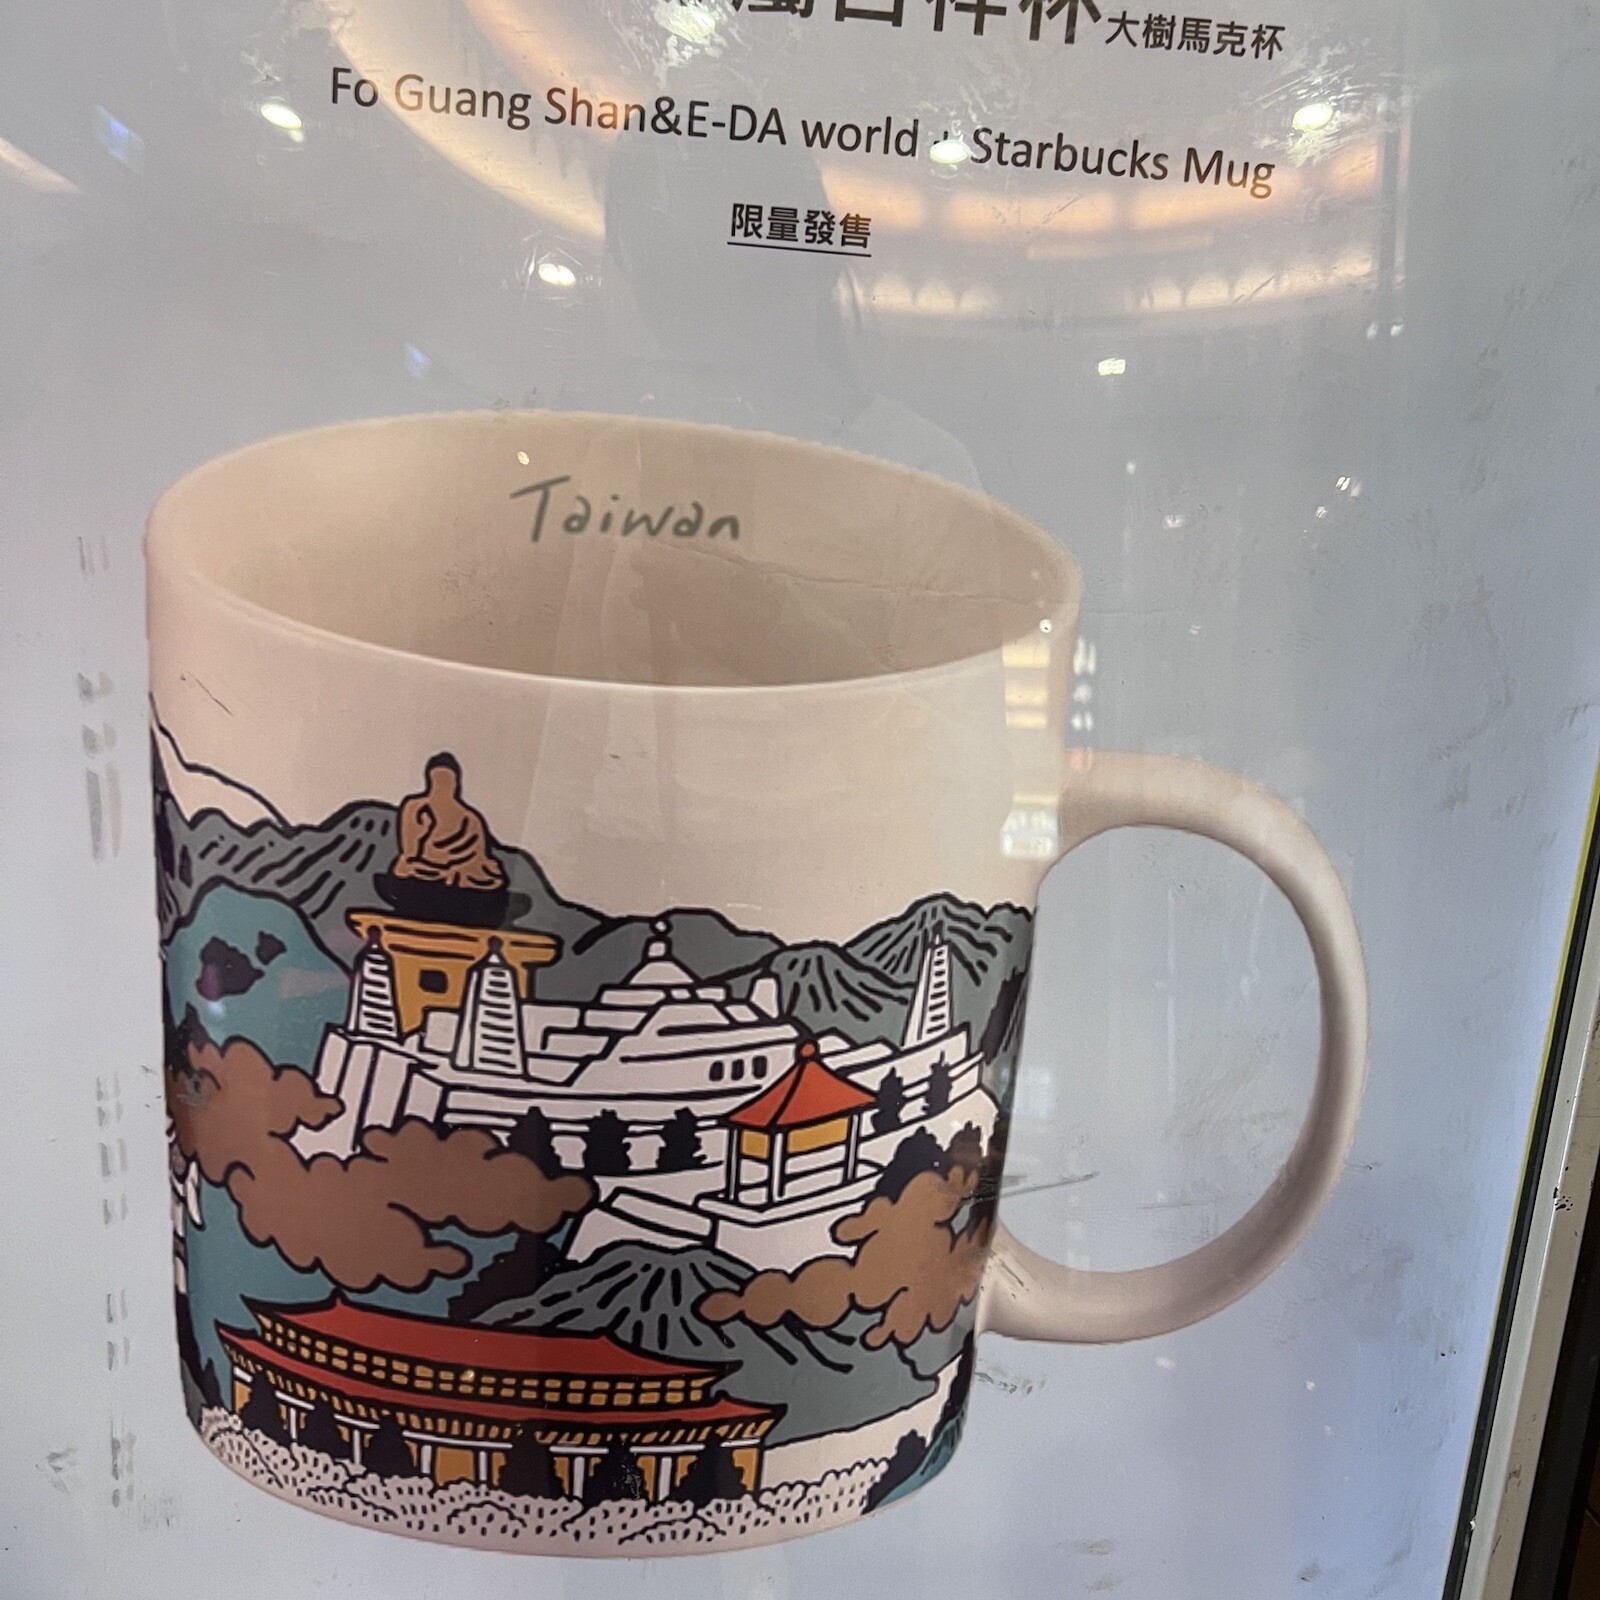 大樹馬克杯
Fo Guang Shan&E-DA world + Starbucks Mug
限量發售
Taiwan